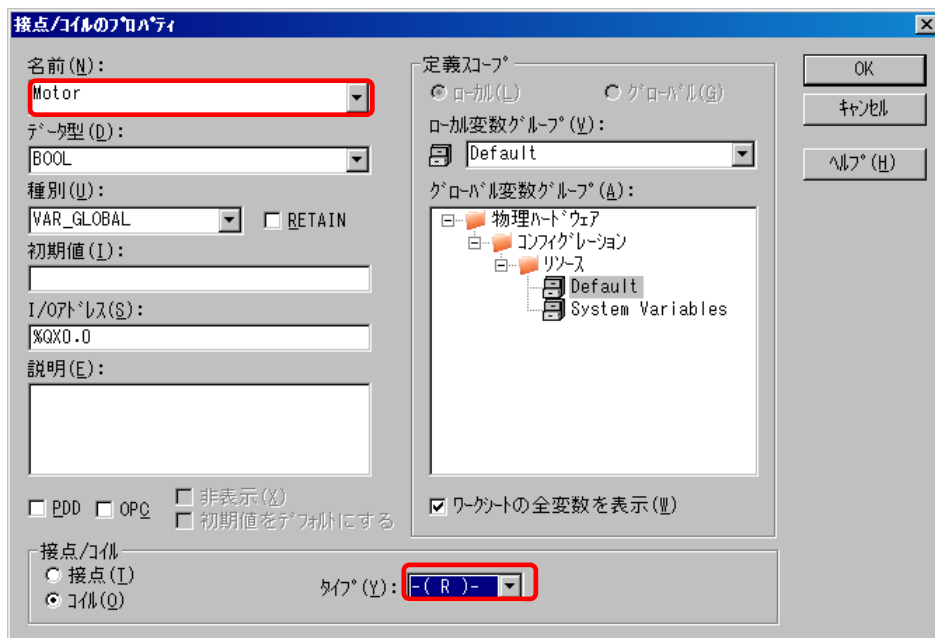 接点/コイルのプロパティ
名前(N):
Motor
データ型(D):
BOOL
種別(U):
VAR_GLOBAL
RETAIN
初期値(I):
I/Oアドレス(S):
%QX0.0
説明(E):
PDD
OPC
非表示(X)
初期値をデフォルトにする
定義スコープ
ローカル(L)
グローバル(G)
ローカル変数グループ(V):
Default
グローバル変数グループ(A):
物理ハードウェア
コンフィグレーション
リソース
Default
System Variables
ワークシートの全変数を表示(W)
OK
キャンセル
ヘルプ(H)
接点/コイル
接点(T)
コイル(O)
タイプ(Y):
-( R )-